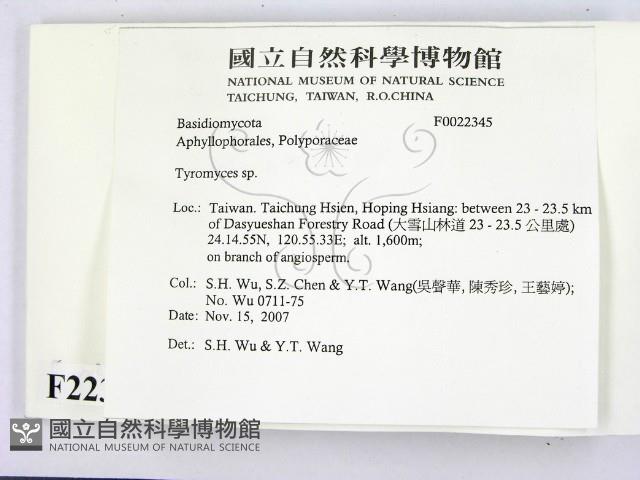 國立自然科學博物館
NATIONAL MUSEUM OF NATURAL SCIENCE
TAICHUNG, TAIWAN, R.O.CHINA
Basidiomycota F0022345
Aphyllophorales, Polyporaceae
Tyromyces sp.
Loc.: Taiwan. Taichung Hsien, Hoping Hsiang: between 23 - 23.5 km
of Dasyueshan Forestry Road (大雪山林道 23 - 23.5 公里處)
24.14.55N, 120.55.33E; alt. 1,600m;
on branch of angiosperm.
Col.: S.H. Wu, S.Z. Chen & Y.T. Wang(吳聲華, 陳秀珍, 王藝婷);
No. Wu 0711-75
Date: Nov. 15, 2007
Det.: S.H. Wu & Y.T. Wang
F223
國立自然科學博物館
NATIONAL MUSEUM OF NATURAL SCIENCE